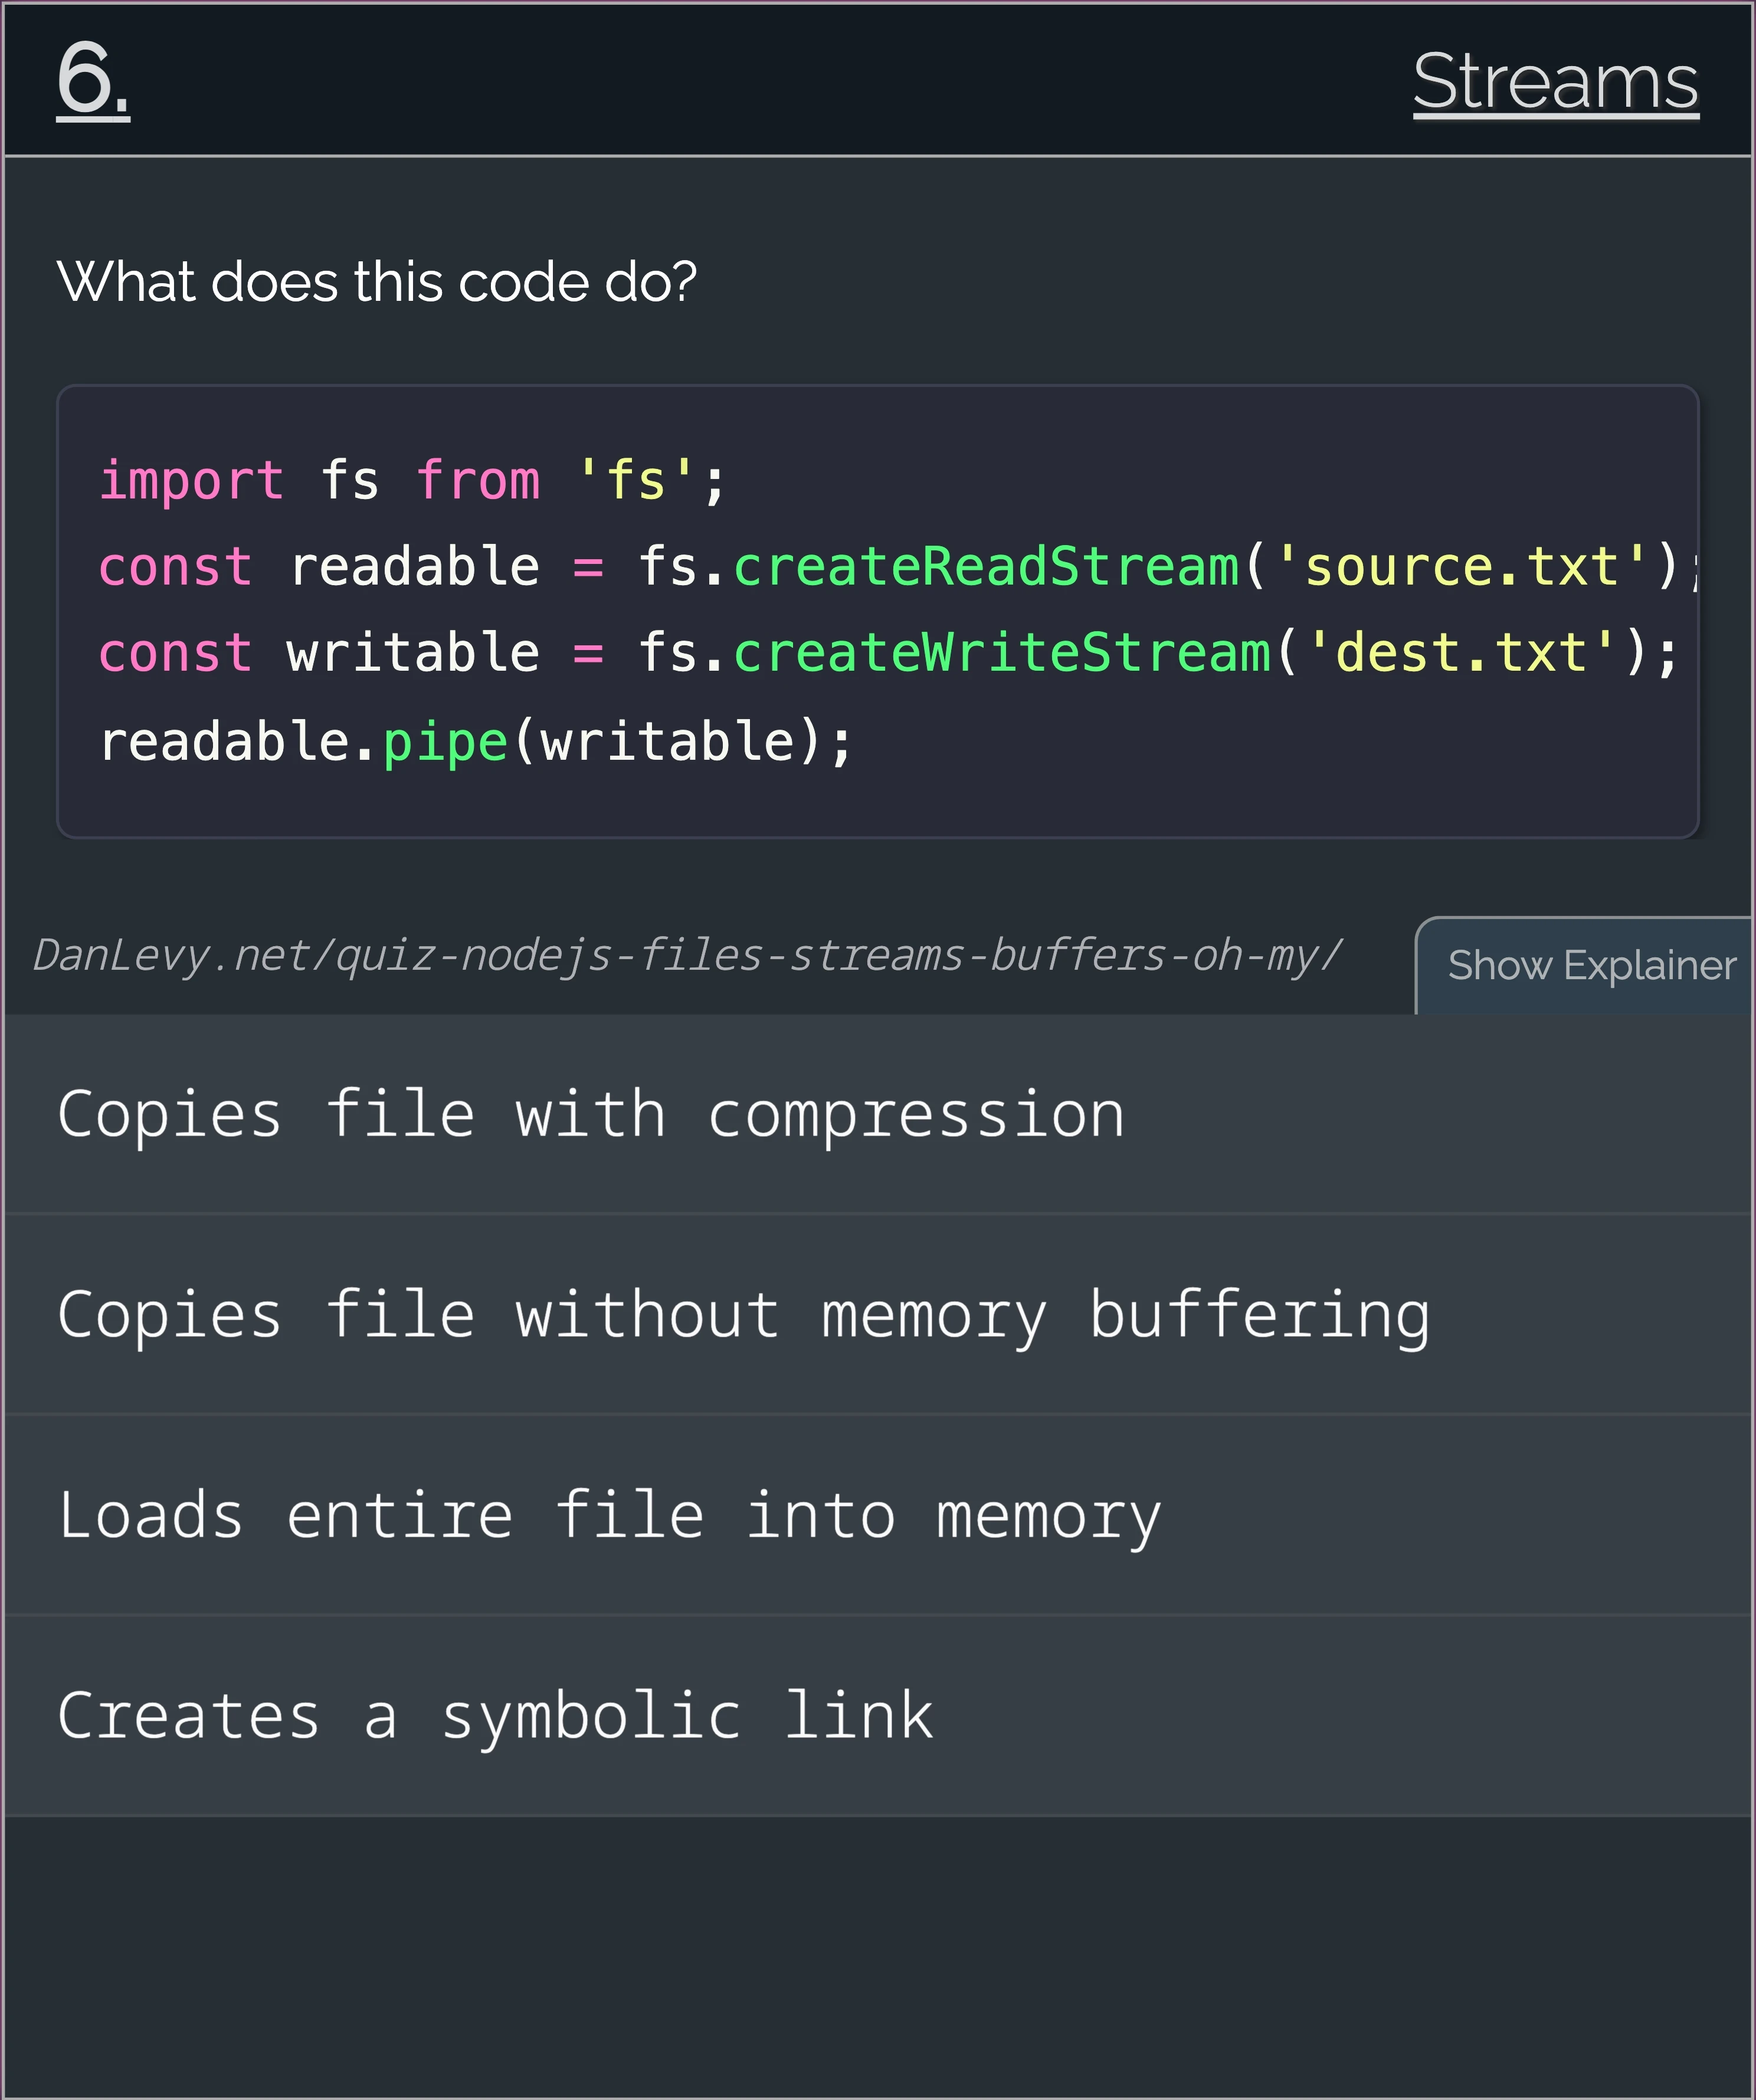 6.
Streams
What does this code do?
import fs from 'fs';
const readable = fs.createReadStream('source.txt');
const writable = fs.createWriteStream('dest.txt');
readable.pipe(writable);
DanLevy.net/quiz-nodejs-files-streams-buffers-oh-my/
Show Explainer
Copies file with compression
Copies file without memory buffering
Loads entire file into memory
Creates a symbolic link